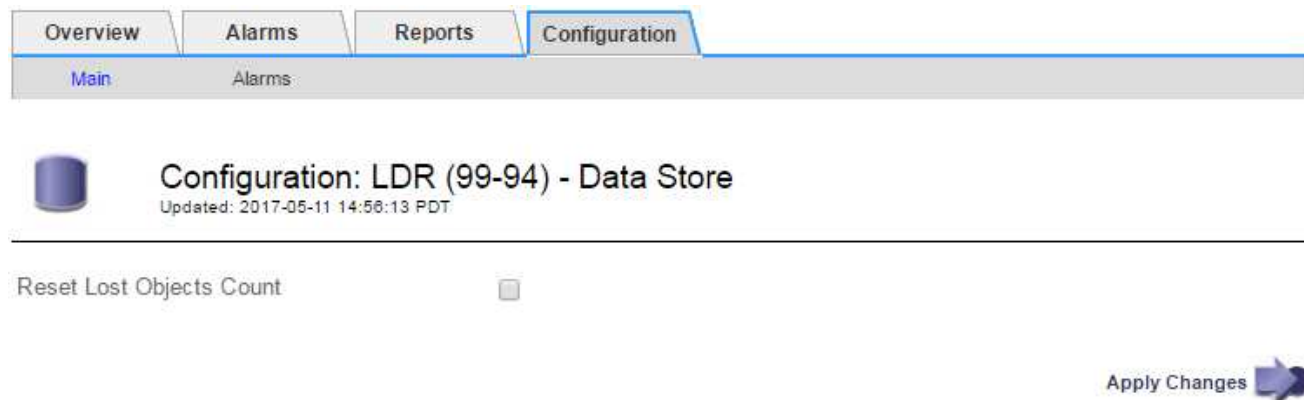 Overview Alarms Reports Configuration
Main Alarms
Configuration: LDR (99-94) - Data Store
Updated: 2017-05-11 14:56:13 PDT
Reset Lost Objects Count
Apply Changes